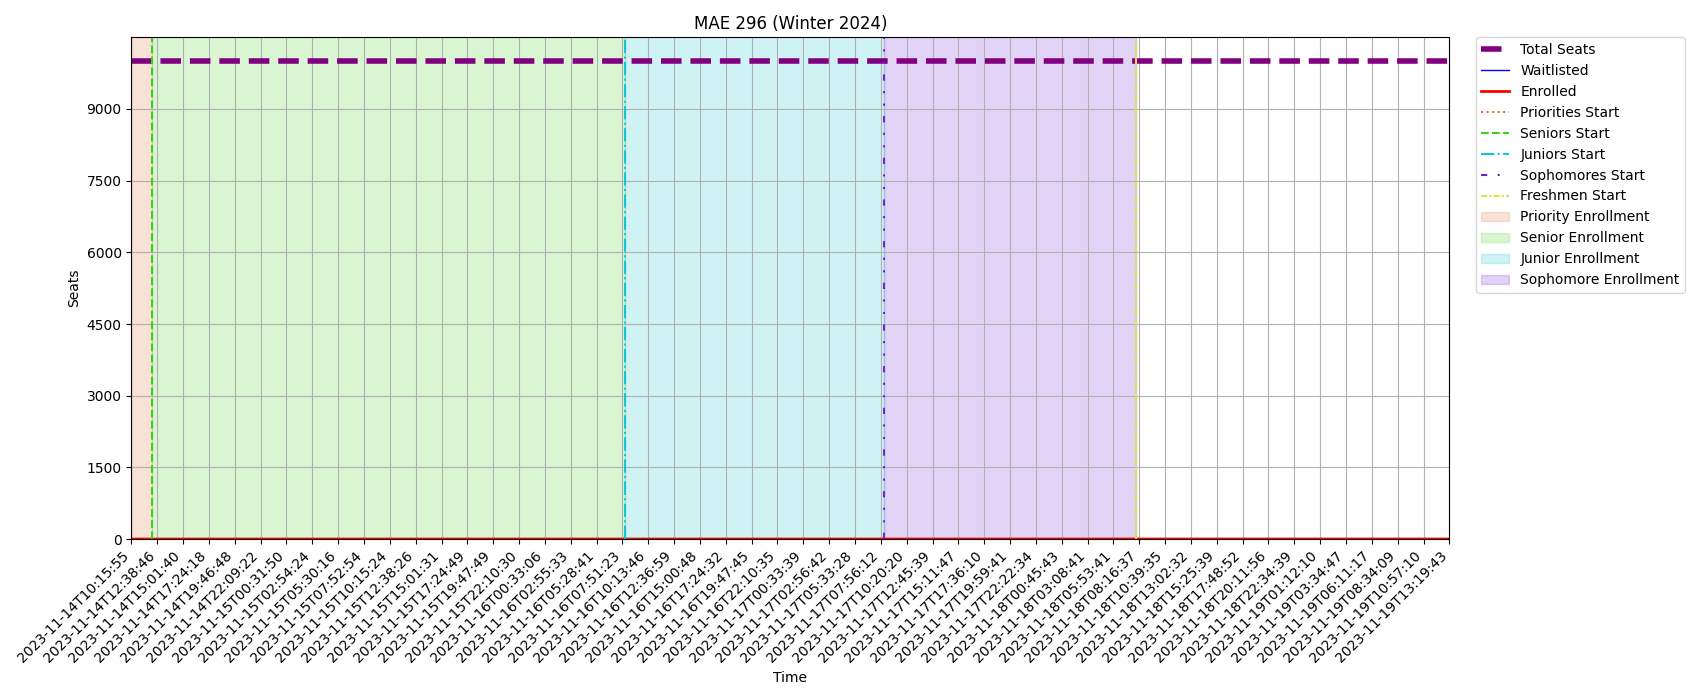 MAE 296 (Winter 2024)
Total Seats
Waitlisted
Enrolled
Priorities Start
Seniors Start
Juniors Start
Sophomores Start
Freshmen Start
Priority Enrollment
Senior Enrollment
Junior Enrollment
Sophomore Enrollment
Seats
9000
7500
6000
4500
3000
1500
0
2023-11-14T10:15:55
2023-11-14T12:38:46
2023-11-14T15:01:40
2023-11-14T17:24:18
2023-11-14T19:46:48
2023-11-14T22:09:22
2023-11-15T00:31:50
2023-11-15T02:54:24
2023-11-15T05:30:16
2023-11-15T07:52:54
2023-11-15T10:15:24
2023-11-15T12:38:26
2023-11-15T15:01:31
2023-11-15T17:24:49
2023-11-15T19:47:49
2023-11-15T22:10:30
2023-11-16T00:33:06
2023-11-16T02:55:33
2023-11-16T05:28:41
2023-11-16T07:51:23
2023-11-16T10:13:46
2023-11-16T12:36:59
2023-11-16T15:00:48
2023-11-16T17:24:32
2023-11-16T19:47:45
2023-11-16T22:10:35
2023-11-17T00:33:39
2023-11-17T02:56:42
2023-11-17T05:33:28
2023-11-17T07:56:12
2023-11-17T10:20:20
2023-11-17T12:45:39
2023-11-17T15:11:47
2023-11-17T17:36:10
2023-11-17T19:59:41
2023-11-17T22:22:34
2023-11-18T00:45:43
2023-11-18T03:08:41
2023-11-18T05:53:41
2023-11-18T08:16:37
2023-11-18T10:39:35
2023-11-18T13:02:32
2023-11-18T15:25:39
2023-11-18T17:48:52
2023-11-18T20:11:56
2023-11-18T22:34:39
2023-11-19T01:12:10
2023-11-19T03:34:47
2023-11-19T06:11:17
2023-11-19T08:34:09
2023-11-19T10:57:10
2023-11-19T13:19:43
Time